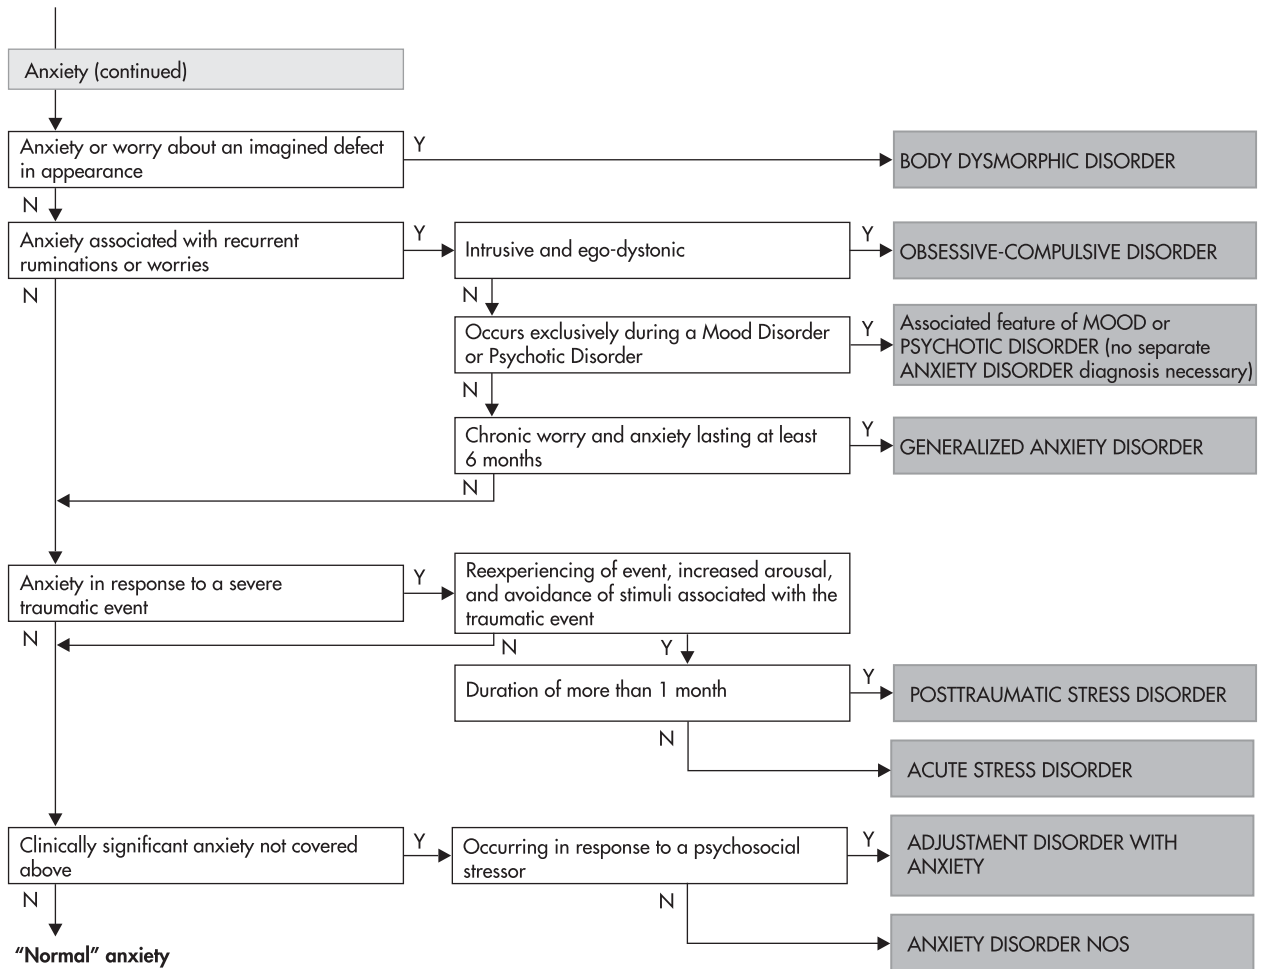 Anxiety (continued)
Anxiety or worry about an imagined defect
in appearance
Y
BODY DYSMORPHIC DISORDER
N
Anxiety associated with recurrent
ruminations or worries
Y
Intrusive and ego-dystonic
Y
OBSESSIVE-COMPULSIVE DISORDER
N
N
Occurs exclusively during a Mood Disorder
or Psychotic Disorder
Y
Associated feature of MOOD or
PSYCHOTIC DISORDER (no separate
ANXIETY DISORDER diagnosis necessary)
N
Chronic worry and anxiety lasting at least
6 months
Y
GENERALIZED ANXIETY DISORDER
N
Anxiety in response to a severe
traumatic event
Y
Reexperiencing of event, increased arousal,
and avoidance of stimuli associated with the
traumatic event
N
N
Y
Duration of more than 1 month
Y
POSTTRAUMATIC STRESS DISORDER
N
ACUTE STRESS DISORDER
Clinically significant anxiety not covered
above
Y
Occurring in response to a psychosocial
stressor
Y
ADJUSTMENT DISORDER WITH
ANXIETY
N
N
ANXIETY DISORDER NOS
“Normal” anxiety